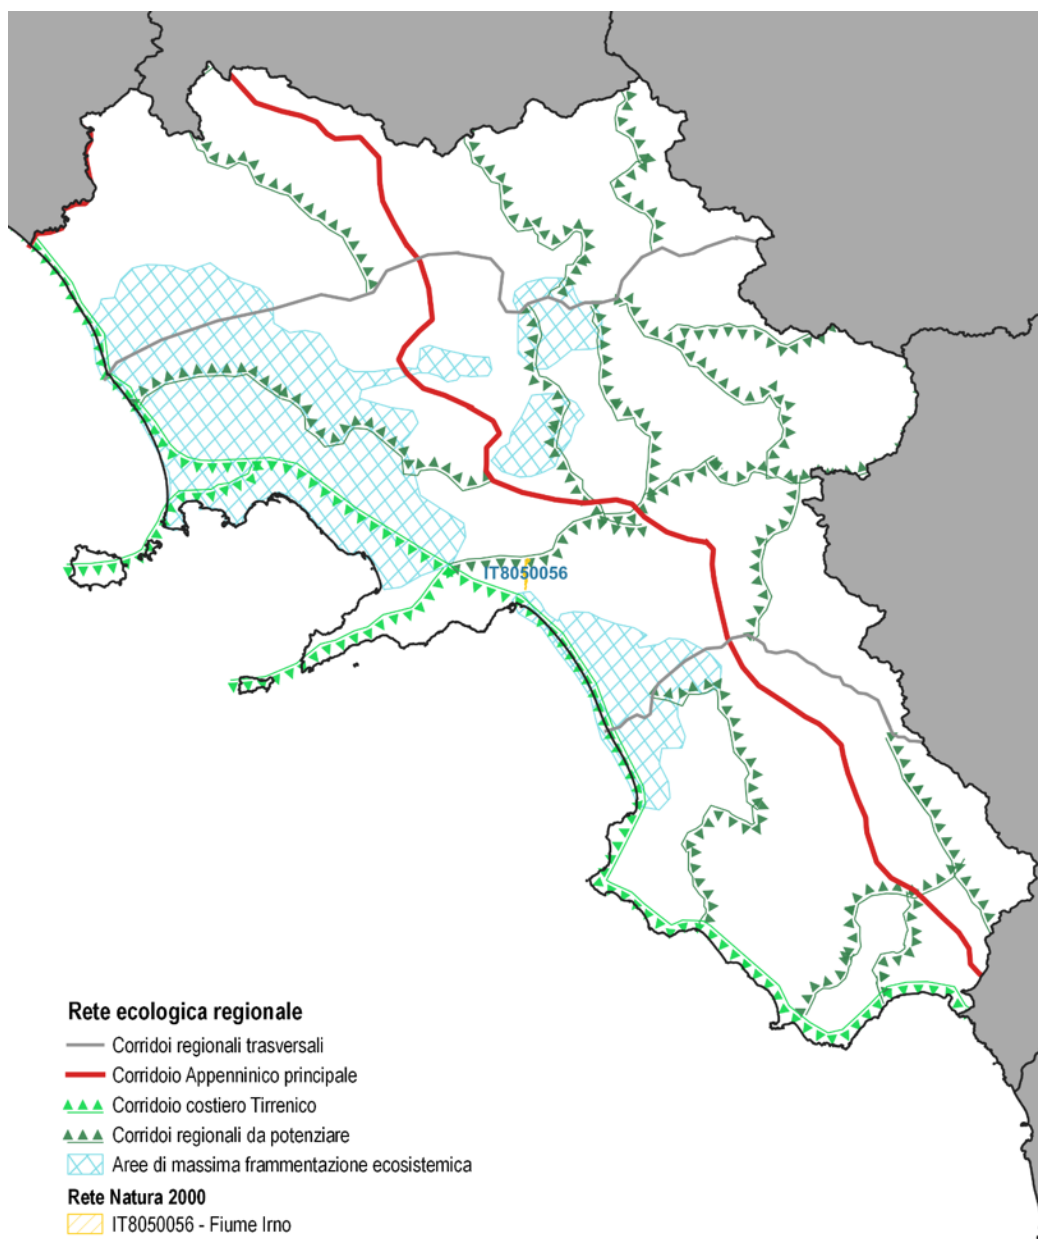 IT8050056
Rete ecologica regionale
Corridoi regionali trasversali
Corridoio Appenninico principale
Corridoio costiero Tirrenico
Corridoi regionali da potenziare
Aree di massima frammentazione ecosistemica
Rete Natura 2000
IT8050056 - Fiume Irno